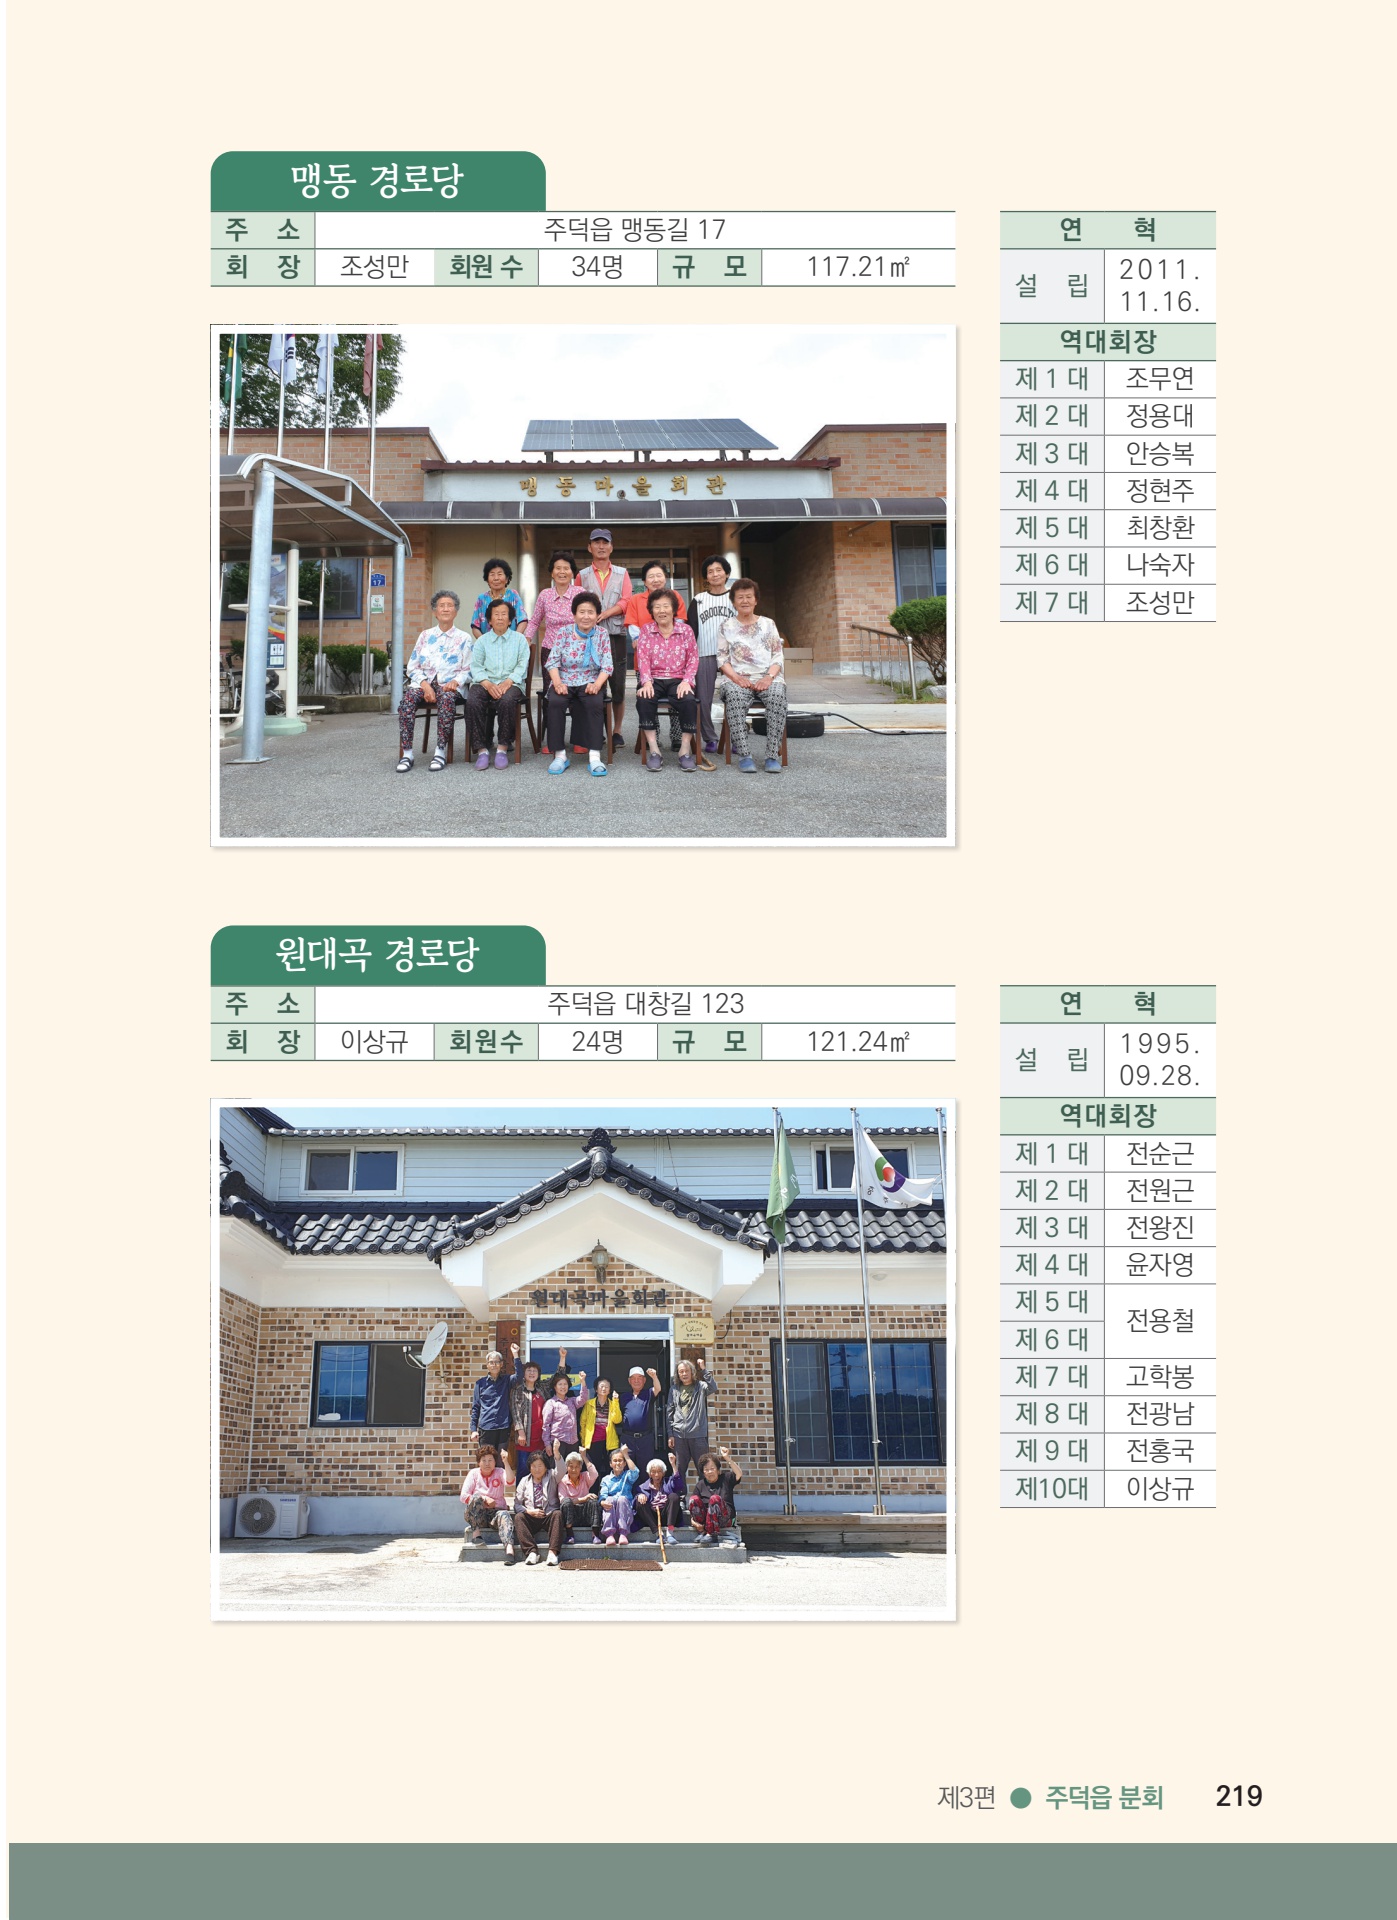 맹동 경로당
주 소 주덕읍 맹동길 17
회 장 조성만 회원 수 34명 규 모 117.21㎡
연 혁
설 립 2011.
11.16.
역대회장
제 1 대 조무연
제 2 대 정용대
제 3 대 안승복
제 4 대 정현주
제 5 대 최창환
제 6 대 나숙자
제 7 대 조성만
맹동마을회관
17
BROOKLYN
원대곡 경로당
주 소 주덕읍 대창길 123
회 장 이상규 회원수 24명 규 모 121.24㎡
연 혁
설 립 1995.
09.28.
역대회장
제 1 대 전순근
제 2 대 전원근
제 3 대 전왕진
제 4 대 윤자영
제 5 대 전용철
제 6 대
제 7 대 고학봉
제 8 대 전광남
제 9 대 전홍국
제10대 이상규
원대곡마을회관
제3편 ● 주덕읍 분회 219